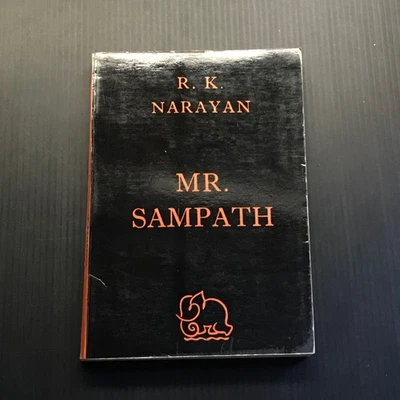 R. K.
NARAYAN
MR.
SAMPATH